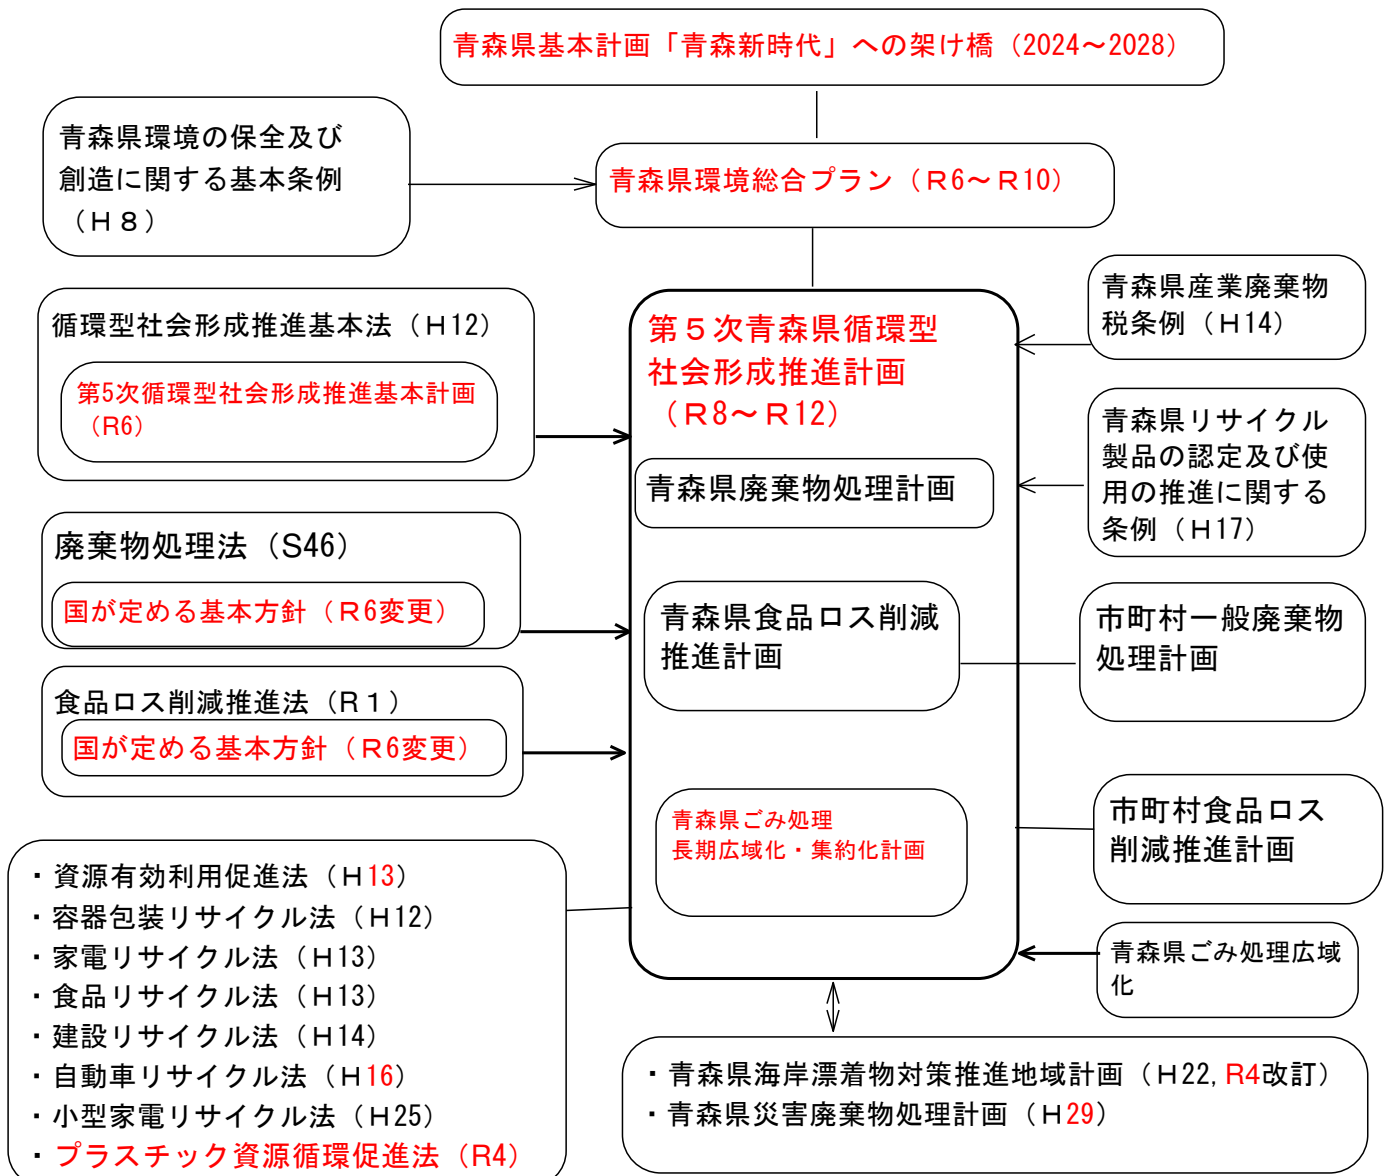 青森県基本計画「青森新時代」への架け橋（2024～2028）
青森県環境の保全及び
創造に関する基本条例
（Ｈ８）
青森県環境総合プラン（Ｒ6～Ｒ10）
循環型社会形成推進基本法（Ｈ12）
第5次循環型社会形成推進基本計画
（R6）
廃棄物処理法（S46）
国が定める基本方針（Ｒ6変更）
食品ロス削減推進法（Ｒ１）
国が定める基本方針（Ｒ6変更）
・資源有効利用促進法（Ｈ13）
・容器包装リサイクル法（Ｈ12）
・家電リサイクル法（Ｈ13）
・食品リサイクル法（Ｈ13）
・建設リサイクル法（Ｈ14）
・自動車リサイクル法（Ｈ16）
・小型家電リサイクル法（Ｈ25）
・プラスチック資源循環促進法（R4）
第５次青森県循環型
社会形成推進計画
（Ｒ8～Ｒ12）
青森県廃棄物処理計画
青森県食品ロス削減
推進計画
青森県ごみ処理
長期広域化・集約化計画
青森県産業廃棄物
税条例（Ｈ14）
青森県リサイクル
製品の認定及び使
用の推進に関する
条例（Ｈ17）
市町村一般廃棄物
処理計画
市町村食品ロス
削減推進計画
青森県ごみ処理広域
化
・青森県海岸漂着物対策推進地域計画（Ｈ22, R4改訂）
・青森県災害廃棄物処理計画（Ｈ29）